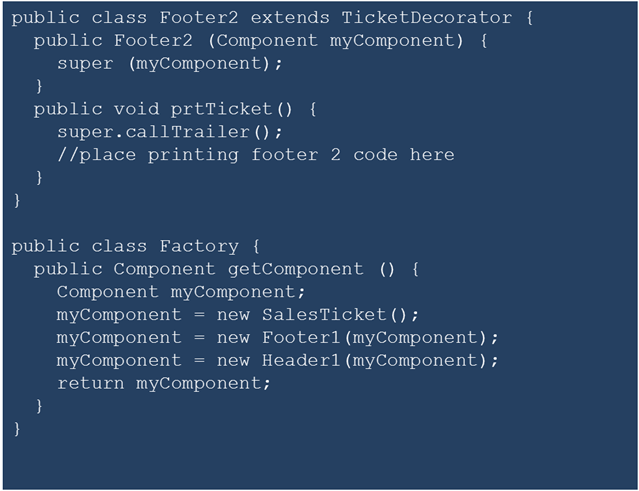 public class Footer2 extends TicketDecorator {
  public Footer2 (Component myComponent) {
    super (myComponent);
  }
  public void prtTicket() {
    super.callTrailer();
    //place printing footer 2 code here
  }
}

public class Factory {
  public Component getComponent () {
    Component myComponent;
    myComponent = new SalesTicket();
    myComponent = new Footer1(myComponent);
    myComponent = new Header1(myComponent);
    return myComponent;
  }
}